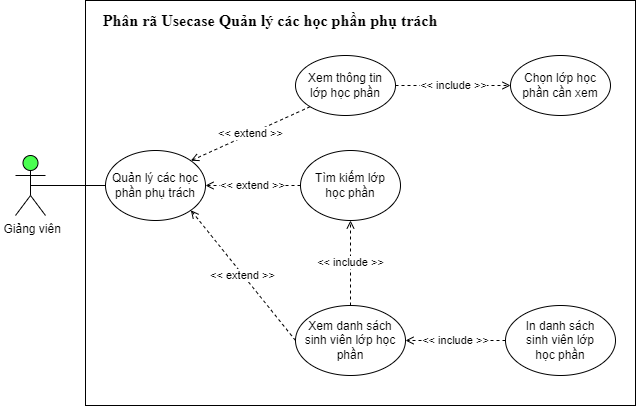 Phân rã Usecase Quản lý các học phần phụ trách
Xem thông tin
lớp học phần
<< include >>
Chọn lớp học
phần cần xem
<< extend >>
Quản lý các học
phần phụ trách
<< extend >>
Tìm kiếm lớp
học phần
Giảng viên
<< include >>
<< extend >>
Xem danh sách
sinh viên lớp học
phần
<< include >>
In danh sách
sinh viên lớp
học phần